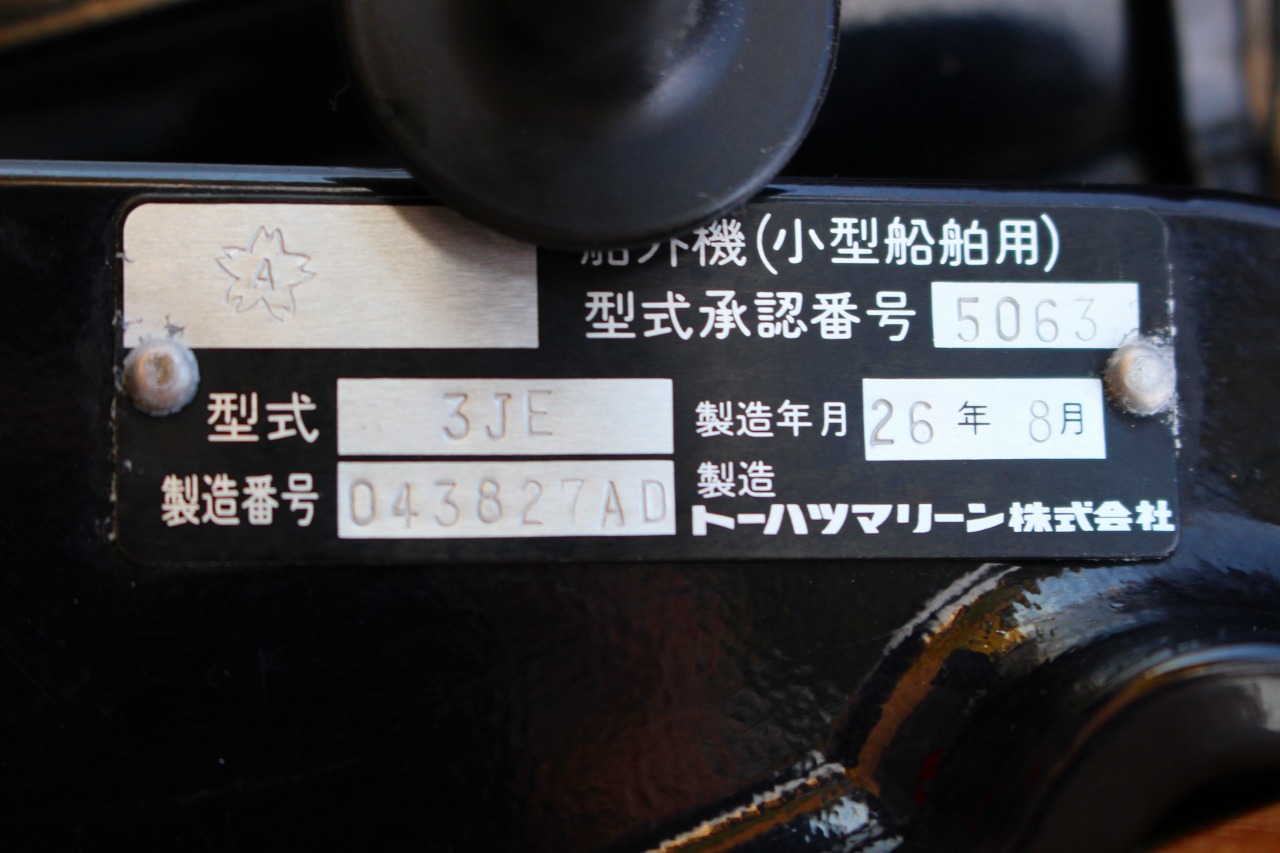 A
船外機(小型船舶用)
型式承認番号 5063
型式 3JE
製造年月 26年 8月
製造番号 043827AD
製造
トーハツマリーン株式会社